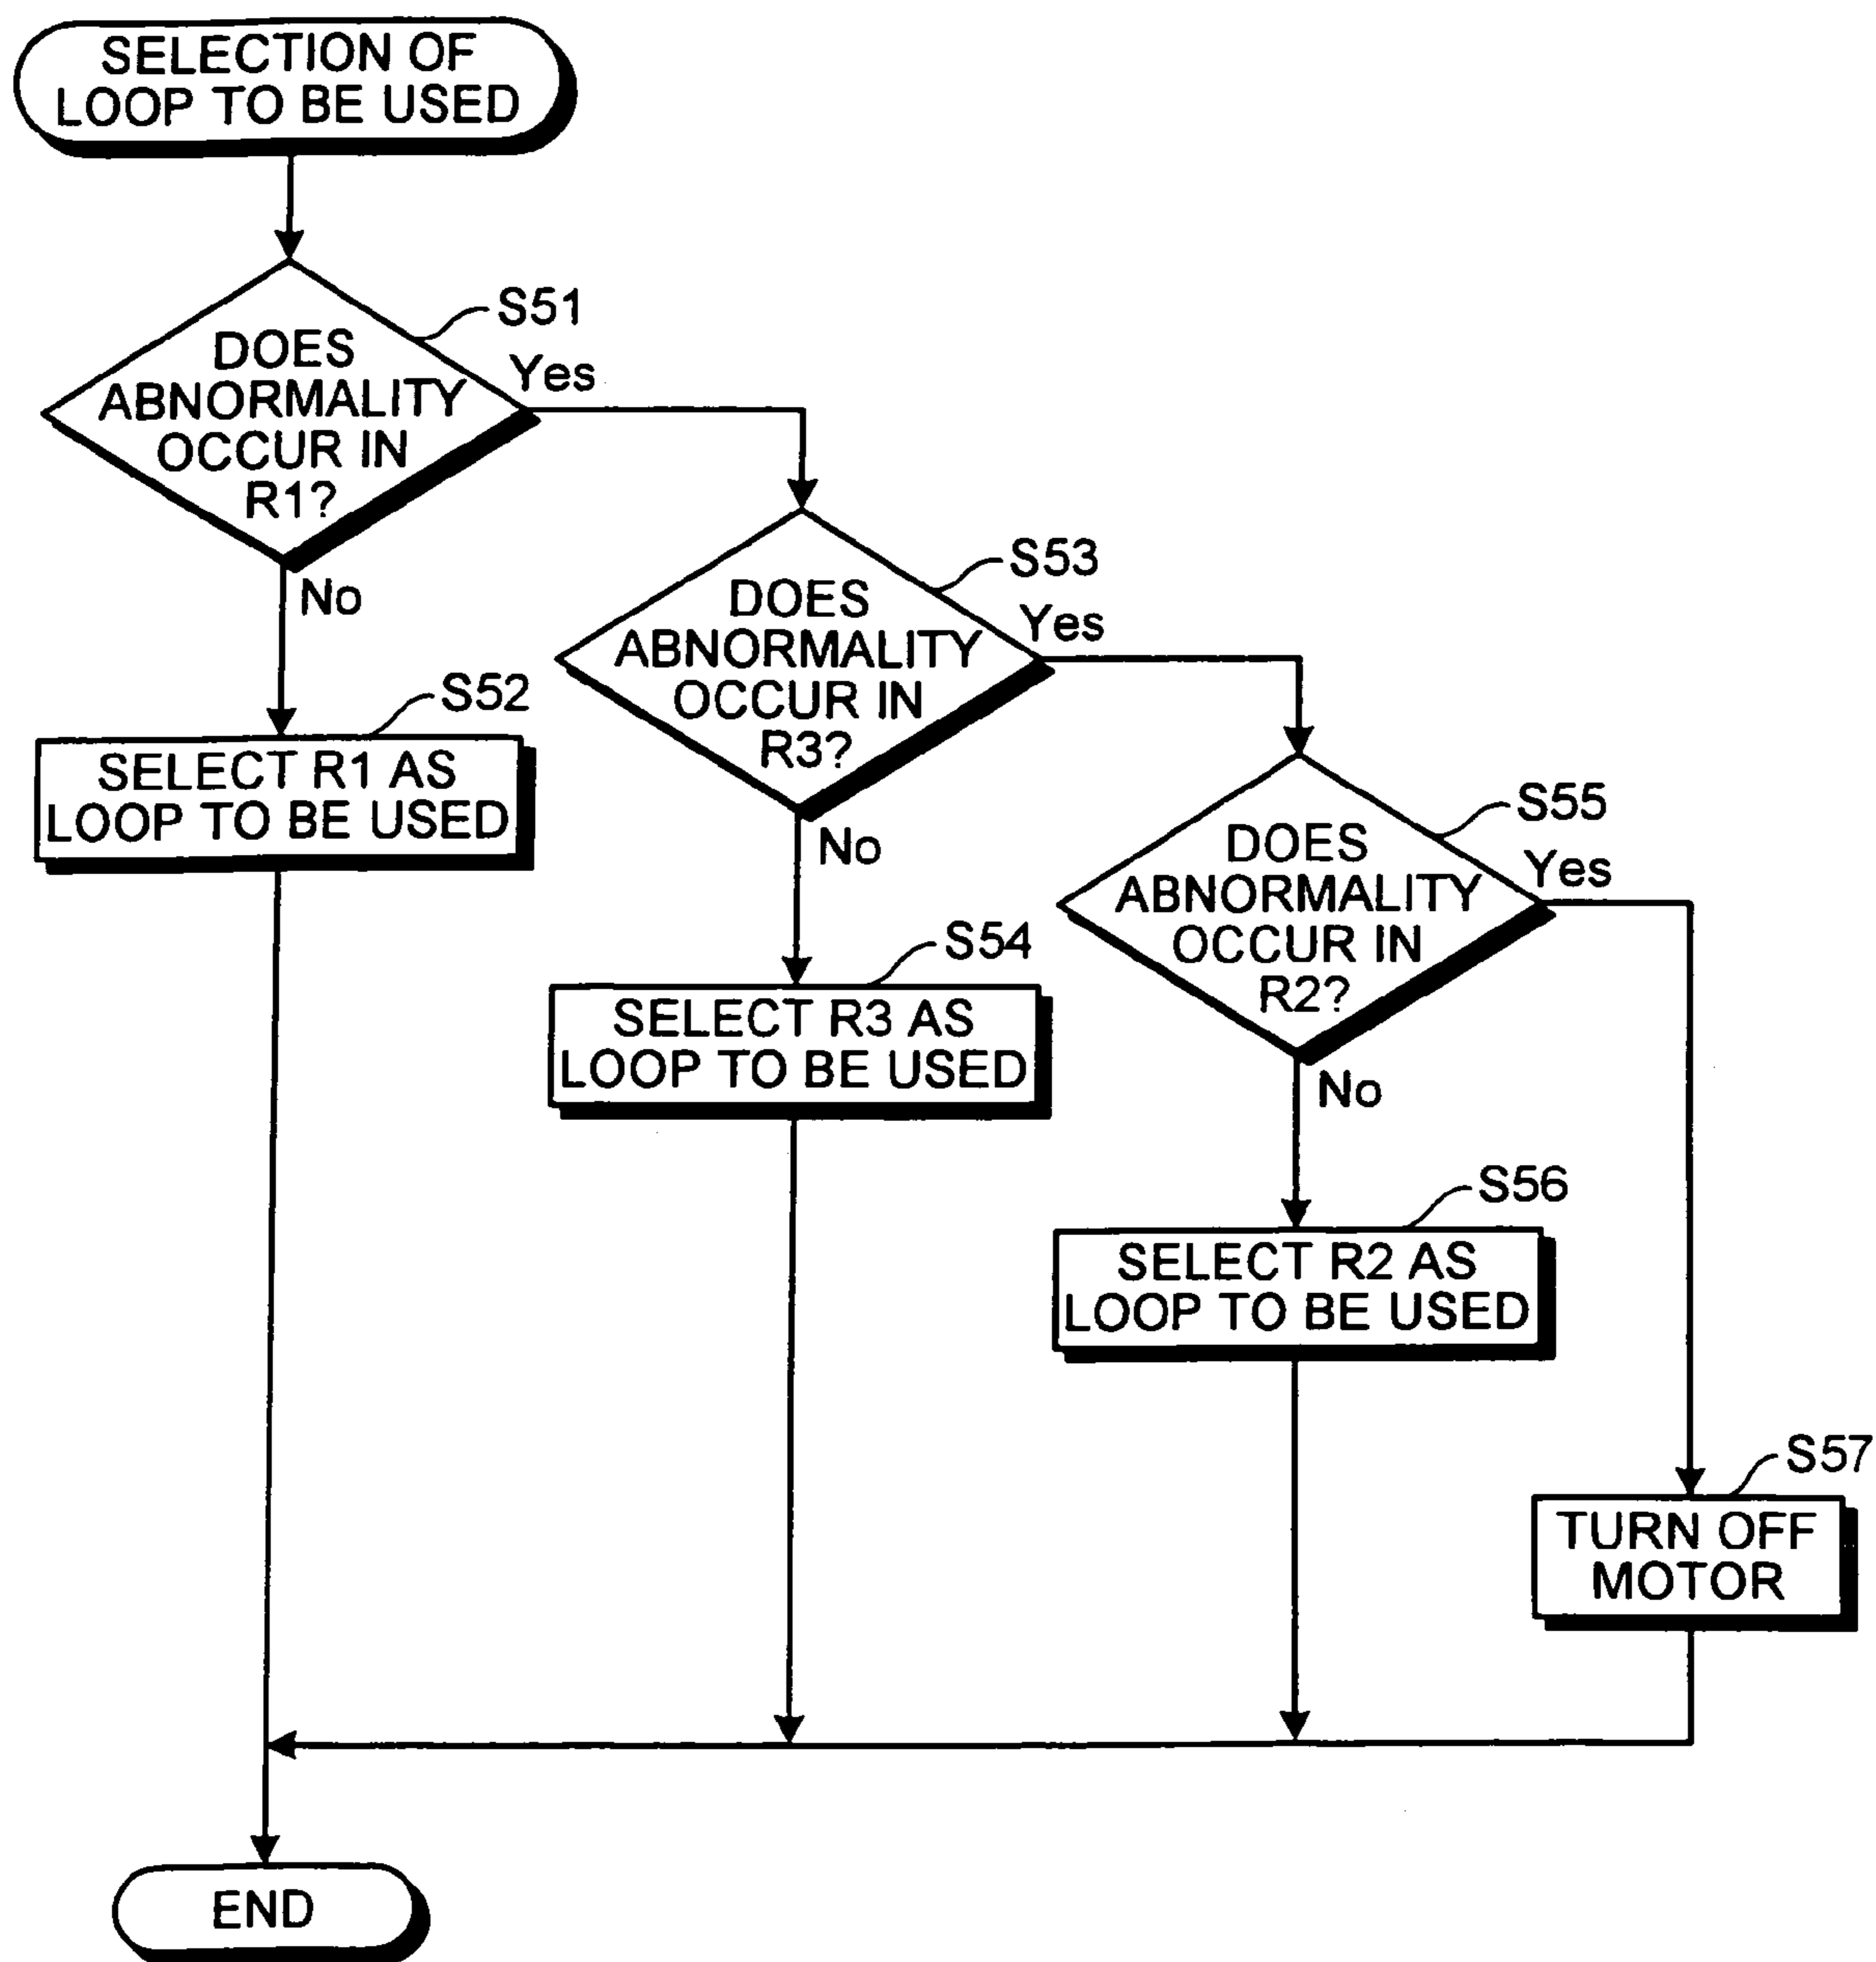 SELECTION OF
LOOP TO BE USED
S51
DOES
ABNORMALITY
OCCUR IN
R1?
Yes
No
S52
SELECT R1 AS
LOOP TO BE USED
S53
DOES
ABNORMALITY
OCCUR IN
R3?
Yes
No
S54
SELECT R3 AS
LOOP TO BE USED
S55
DOES
ABNORMALITY
OCCUR IN
R2?
Yes
No
S56
SELECT R2 AS
LOOP TO BE USED
S57
TURN OFF
MOTOR
END